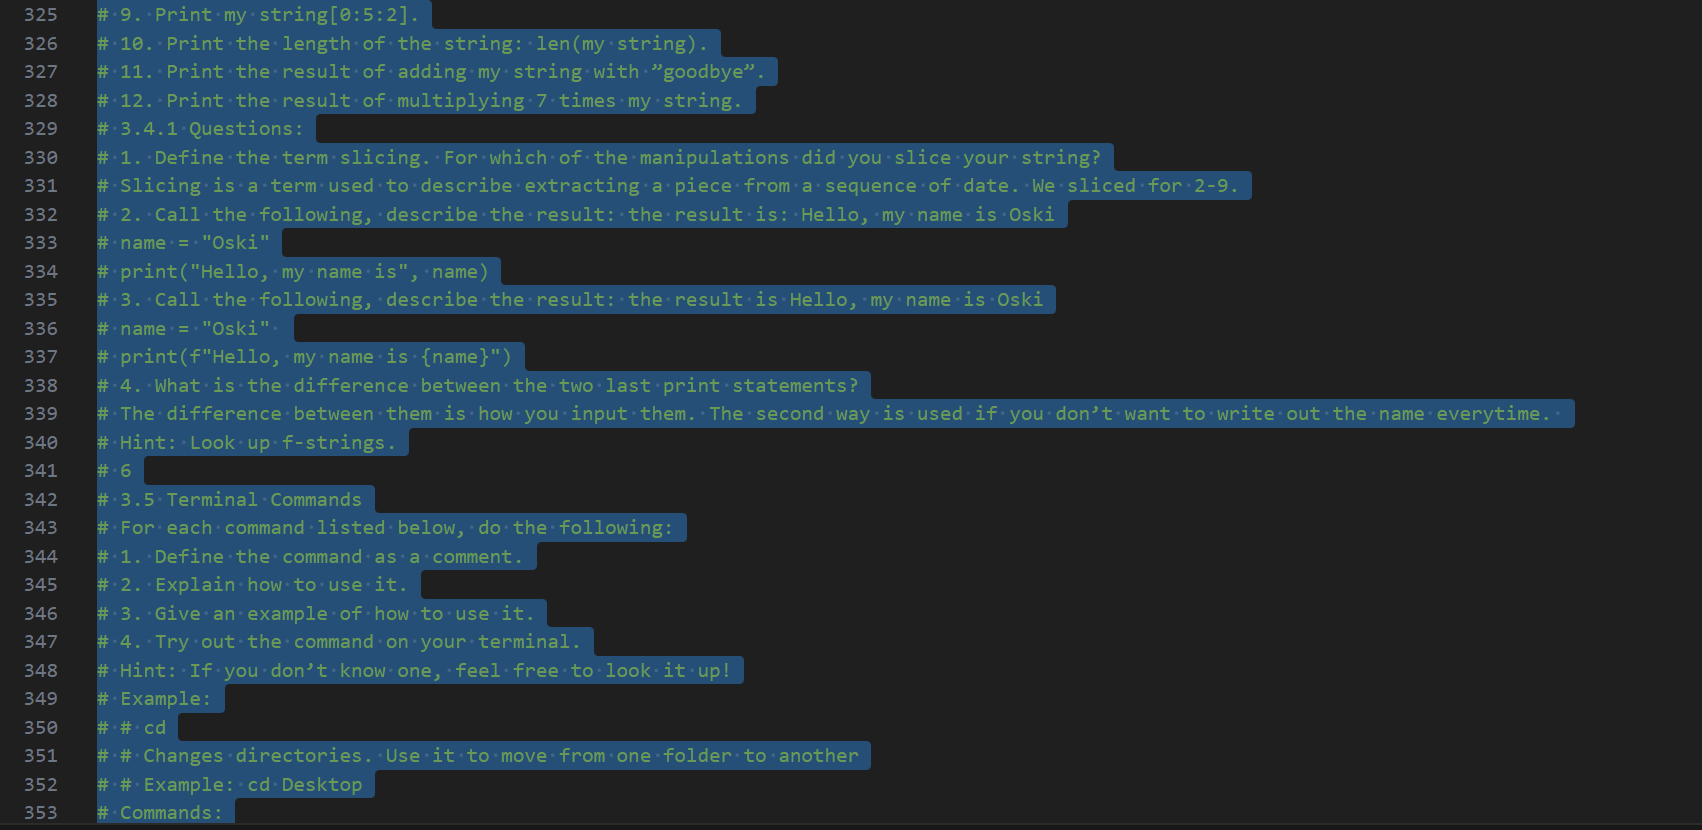 325 # 9. Print my string[0:5:2].
326 # 10. Print the length of the string: len(my string).
327 # 11. Print the result of adding my string with ”goodbye”.
328 # 12. Print the result of multiplying 7 times my string.
329 # 3.4.1 Questions:
330 # 1. Define the term slicing. For which of the manipulations did you slice your string?
331 # Slicing is a term used to describe extracting a piece from a sequence of date. We sliced for 2-9.
332 # 2. Call the following, describe the result: the result is: Hello, my name is Oski
333 # name = "Oski"
334 # print("Hello, my name is", name)
335 # 3. Call the following, describe the result: the result is Hello, my name is Oski
336 # name = "Oski"
337 # print(f"Hello, my name is {name}")
338 # 4. What is the difference between the two last print statements?
339 # The difference between them is how you input them. The second way is used if you don’t want to write out the name everytime.
340 # Hint: Look up f-strings.
341 # 6
342 # 3.5 Terminal Commands
343 # For each command listed below, do the following:
344 # 1. Define the command as a comment.
345 # 2. Explain how to use it.
346 # 3. Give an example of how to use it.
347 # 4. Try out the command on your terminal.
348 # Hint: If you don’t know one, feel free to look it up!
349 # Example:
350 # # cd
351 # # Changes directories. Use it to move from one folder to another
352 # # Example: cd Desktop
353 # Commands: